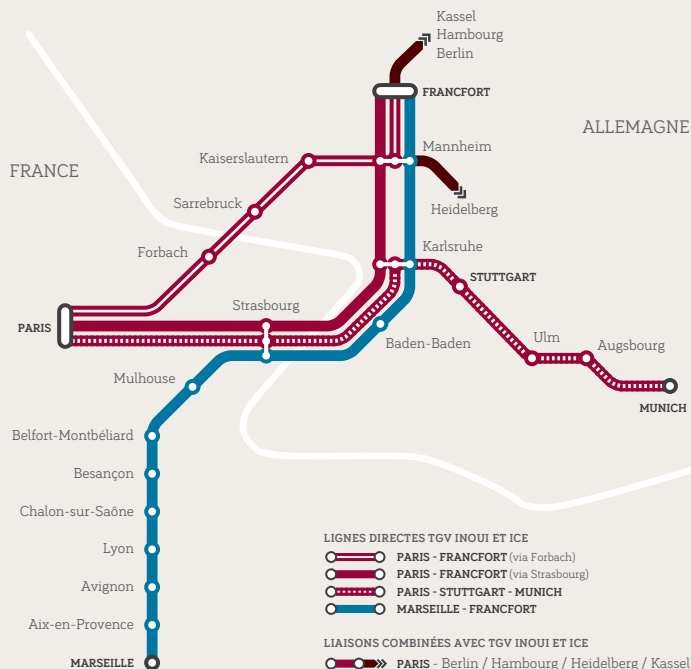 Kassel
Hambourg
Berlin
FRANCFORT
ALLEMAGNE
FRANCE
Kaiserslautern
Mannheim
Sarrebruck
Heidelberg
Forbach
Karlsruhe
STUTTGART
Strasbourg
PARIS
Baden-Baden
Ulm
Augsbourg
Mulhouse
MUNICH
Belfort-Montbéliard
Besançon
Chalon-sur-Saône
Lyon
Avignon
Aix-en-Provence
MARSEILLE
LIGNES DIRECTES TGV INOUI ET ICE
PARIS - FRANCFORT (via Forbach)
PARIS - FRANCFORT (via Strasbourg)
PARIS - STUTTGART - MUNICH
MARSEILLE - FRANCFORT
LIAISONS COMBINÉES AVEC TGV INOUI ET ICE
PARIS - Berlin / Hambourg / Heidelberg / Kassel